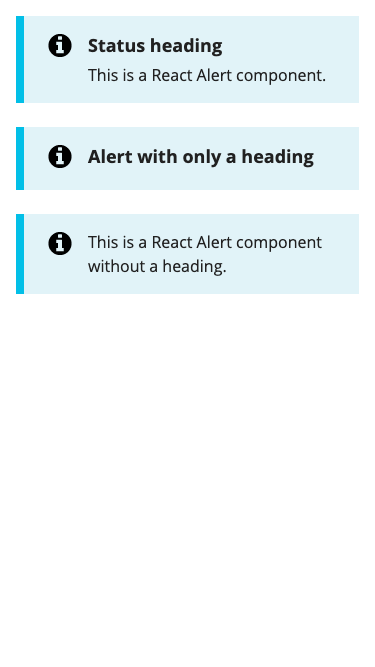 Status heading
This is a React Alert component.
Alert with only a heading
This is a React Alert component
without a heading.